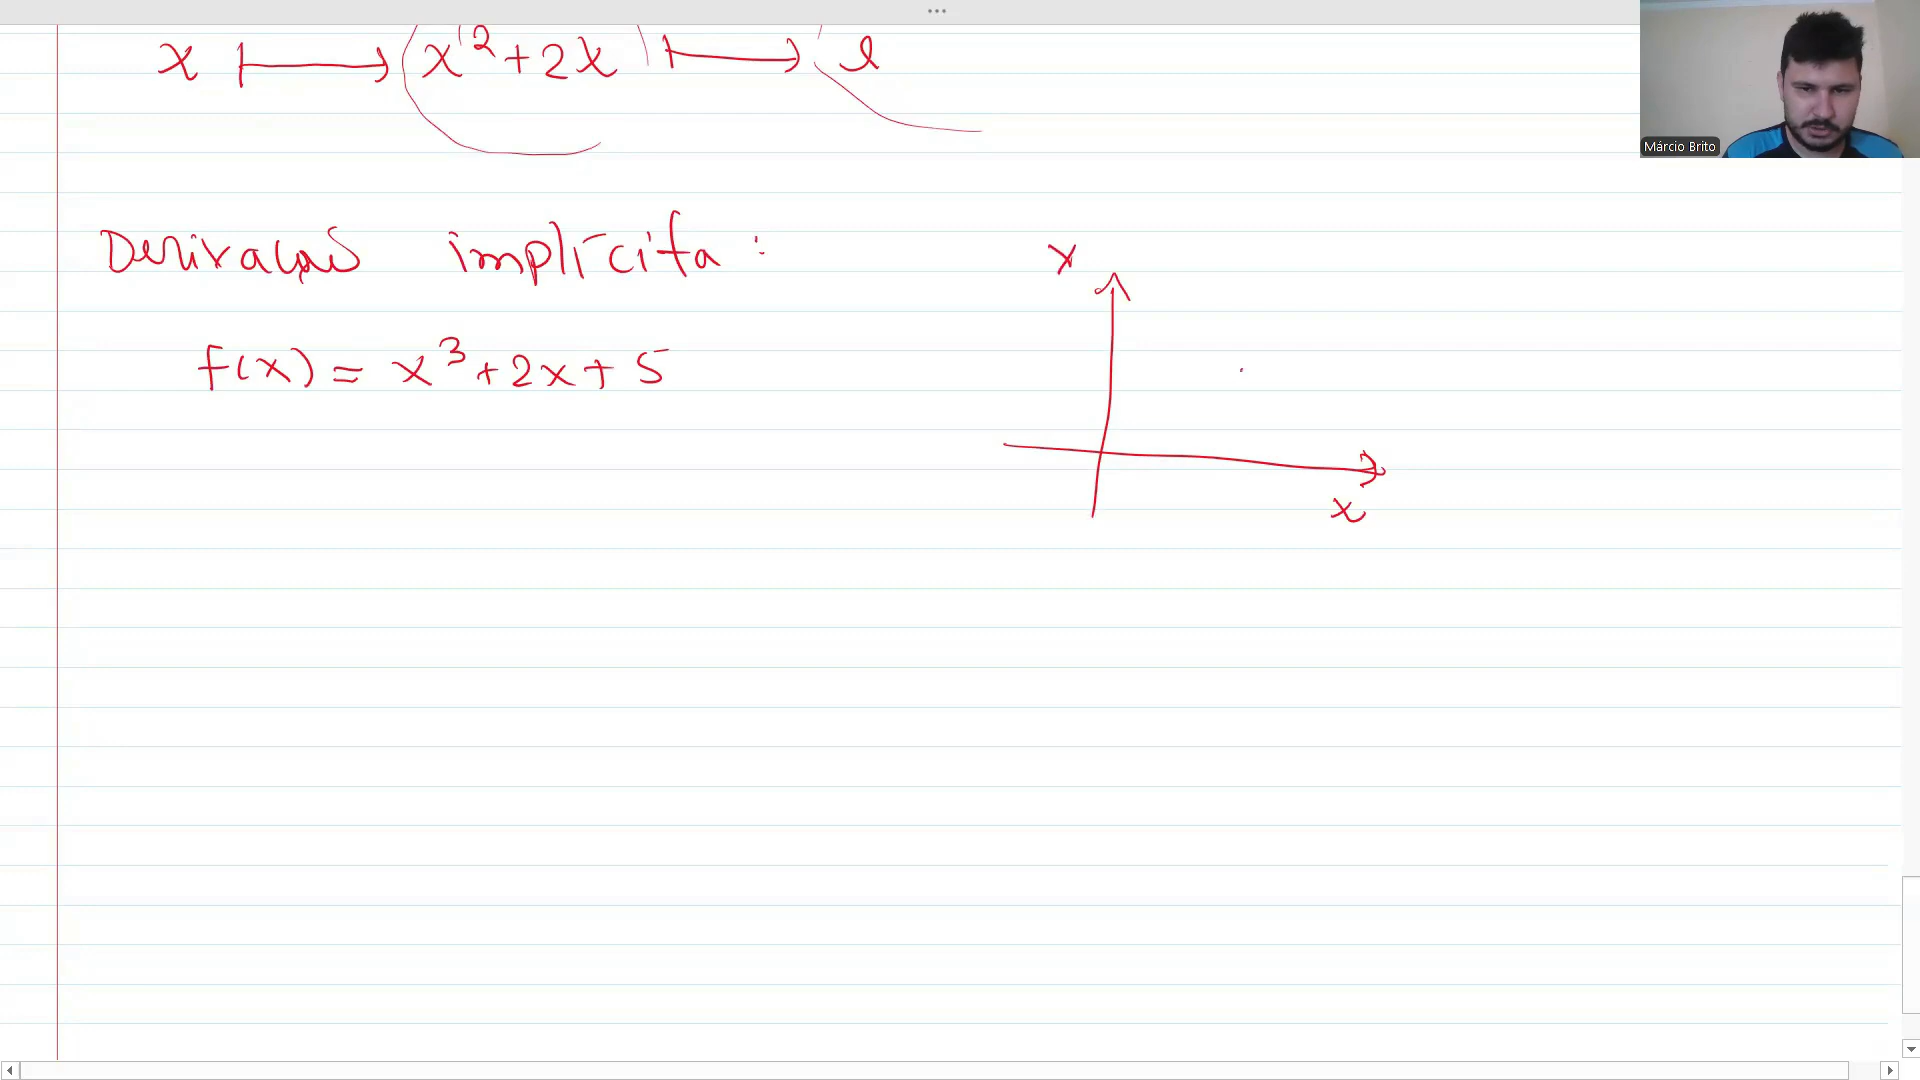 x ⟼ x² + 2x ⟼ e
Márcio Brito
Derivação implícita:
y
f(x) = x³ + 2x + 5
x